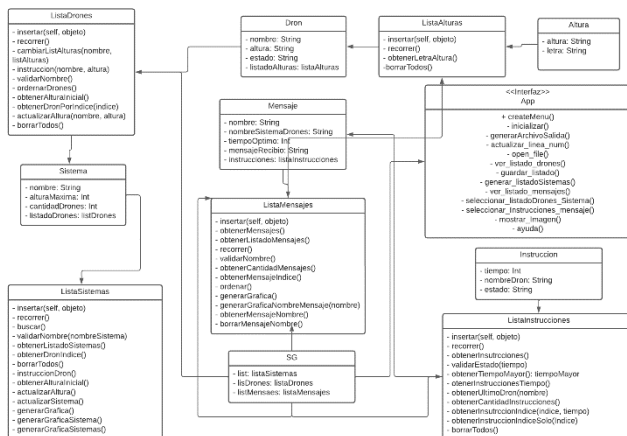 ListaDrones
- insertar(self, objeto)
- recorrer()
- cambiarListAlturas(nombre,
listAlturas)
- instruccion(nombre, altura)
- validarNombre()
- ordernarDrones()
- obtenerAlturaInicial()
- obtenerDronPorIndice(indice)
- actualizarAltura(nombre, altura)
- borrarTodos()
Dron
- nombre: String
- altura: String
- estado: String
- listadoAlturas: listAlturas
ListaAlturas
- insertar(self, objeto)
- recorrer()
- obtenerLetraAltura()
-borrarTodos()
Altura
- altura: String
- letra: String
Mensaje
- nombre: String
- nombreSistemaDrones: String
- tiempoOptimo: Int
- mensajeRecibio: String
- instrucciones: listaInstrucciones
<<Interfaz>>
App
+ createMenu()
- inicializar()
- generarArchivoSalida()
- actualizar_linea_num()
- open_file()
- ver_listado_drones()
- guardar_listado()
- generar_listadoSistemas()
- ver_listado_mensajes()
- seleccionar_listadoDrones_Sistema()
- seleccionar_Instrucciones_mensaje()
- mostrar_Imagen()
- ayuda()
Sistema
- nombre: String
- alturaMaxima: Int
- cantidadDrones: Int
- listadoDrones: listDrones
ListaMensajes
- insertar(self, objeto)
- obtenerMensajes()
- obtenerListadoMensajes()
- recorrer()
- validarNombre()
- obtenerCantidadMensajes()
- obtenerMensajeIndice()
- ordenar()
- generarGrafica()
- generarGraficaNombreMensaje(nombre)
- obtenerMensajeNombre()
- borrarMensajeNombre()
Instruccion
- tiempo: Int
- nombreDron: String
- estado: String
ListaSistemas
- insertar(self, objeto)
- recorrer()
- buscar()
- validarNombre(nombreSistema)
- obtenerListadoSistemas()
- obtenerDronIndice()
- borrarTodos()
- instruccionDron()
- obtenerAlturaInicial()
- actualizarAltura()
- actualizarSistema()
- generarGrafica()
- generarGraficaSistema()
- generarGraficaSistemas()
SG
- list: listaSistemas
- lisDrones: listaDrones
- listMensaes: listaMensajes
ListaInstrucciones
- insertar(self, objeto)
- recorrer()
- obtenerInsutrcciones()
- validarEstado(tiempo)
- obtenerTiempoMayor(): tiempoMayor
- otenerInstruccionesTiempo()
- obtenerUltimoDron(nombre)
- obtenerCantidadInstrucciones()
- obtenerInsutrccionIndice(indice, tiempo)
- obtenerInsutrccionIndiceSolo(indice)
- borrarTodos()